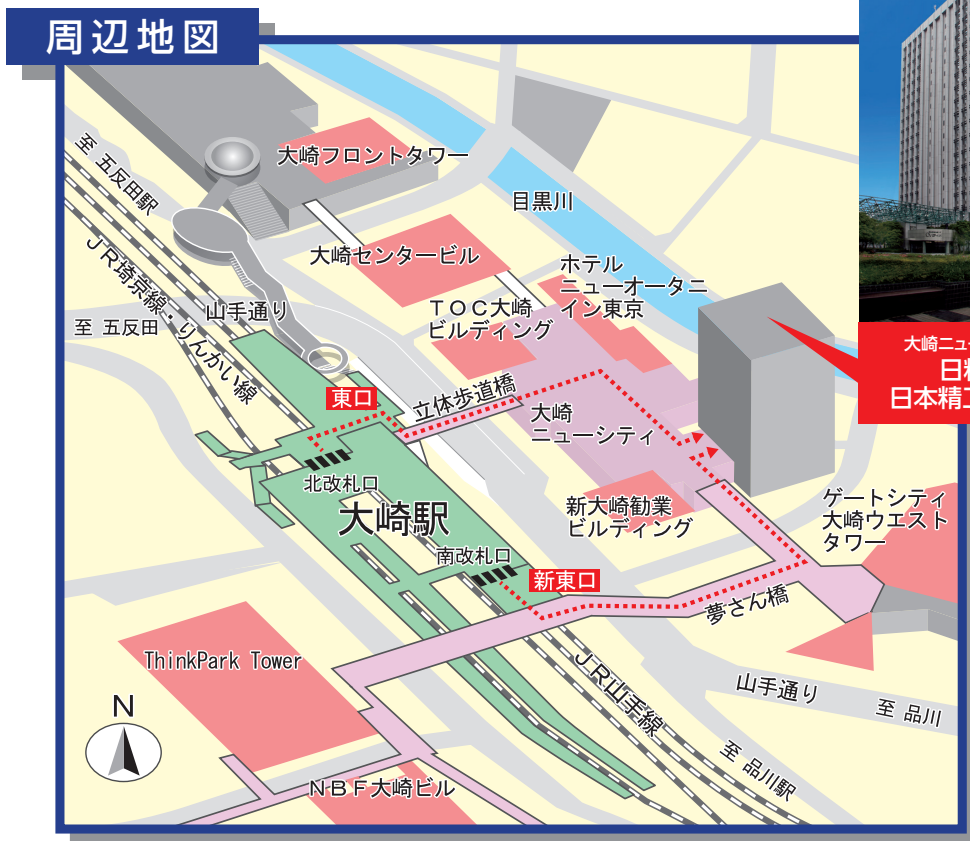 周辺地図
大崎フロントタワー
至 五反田駅
目黒川
JR埼京線・りんかい線
大崎センタービル
ホテル
ニューオータニ
イン東京
山手通り
至 五反田
TOC大崎
ビルディング
大崎ニュ
日
日本精
東口
立体歩道橋
大崎
ニューシティ
北改札口
大崎駅
新大崎勧業
ビルディング
ゲートシティ
大崎ウエスト
タワー
南改札口
新東口
夢さん橋
ThinkPark Tower
JR山手線
山手通り
至 品川
N
至 品川駅
NBF大崎ビル